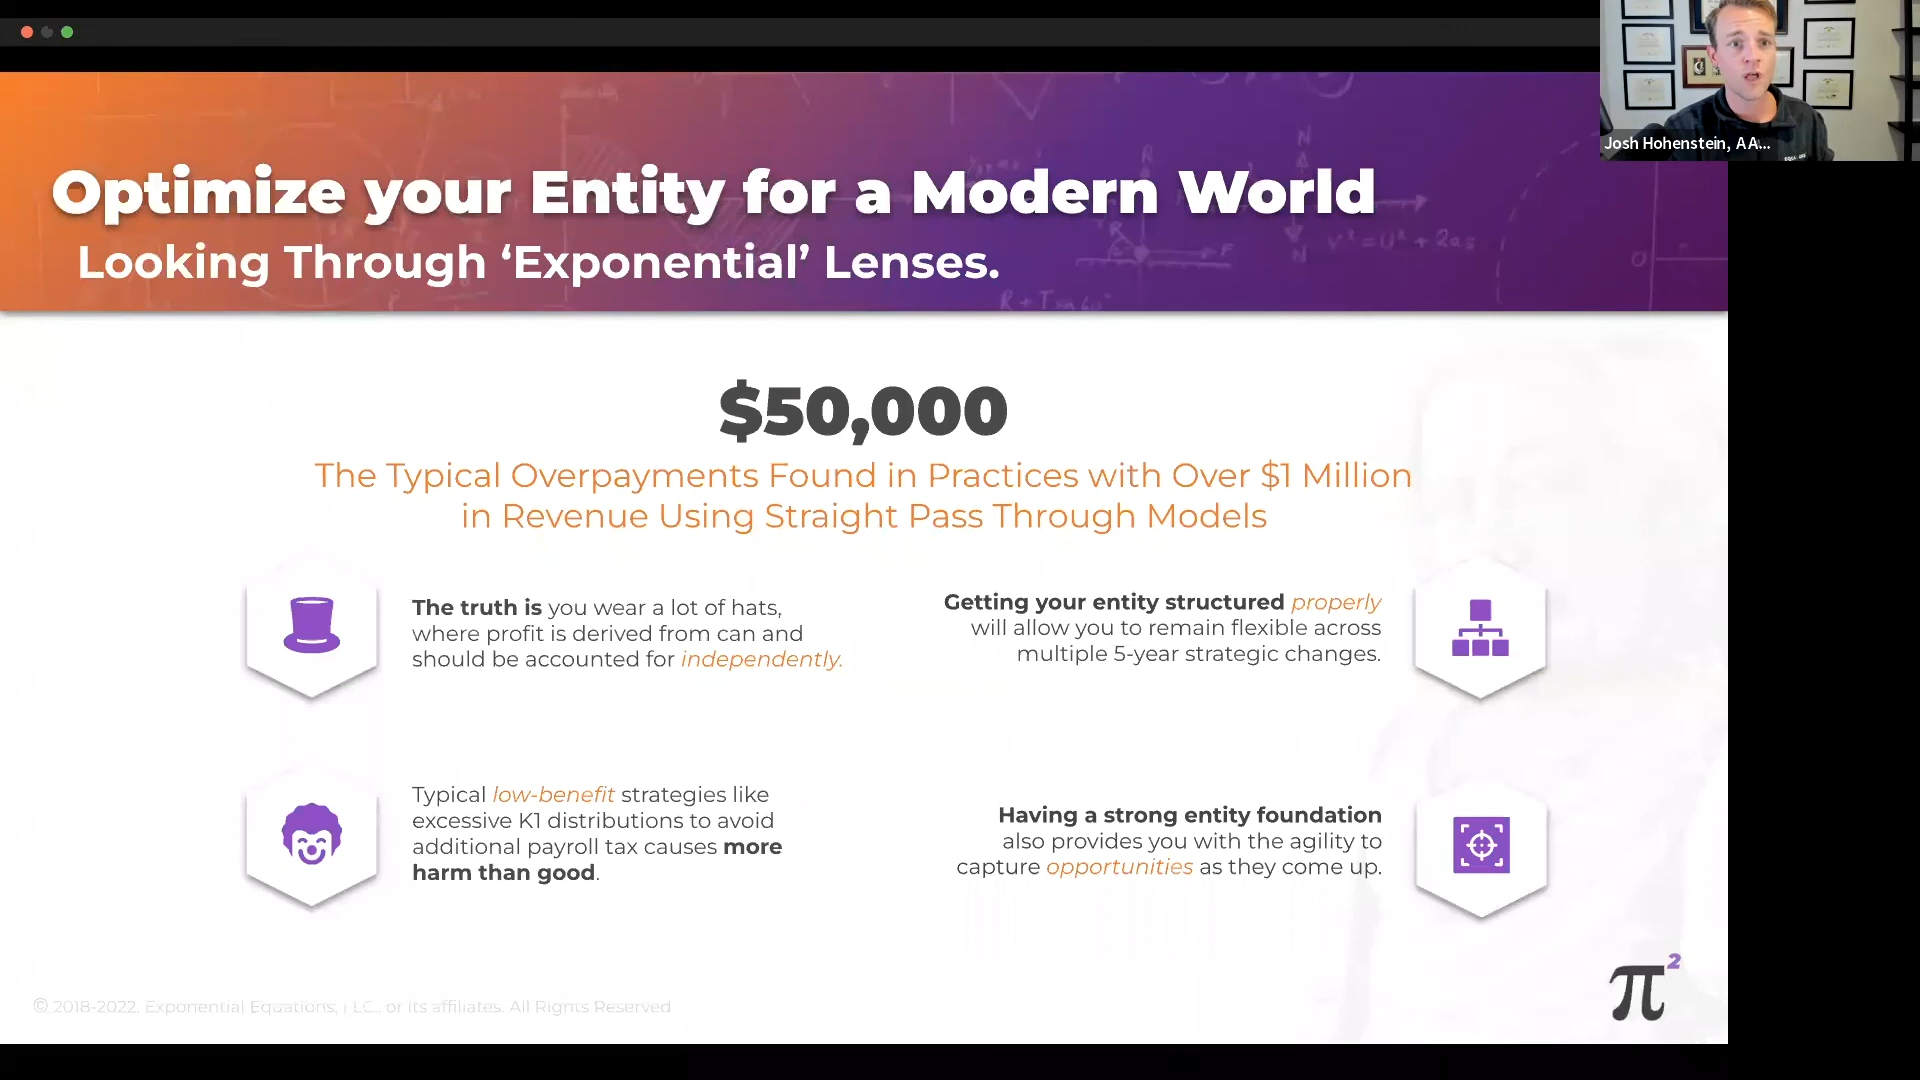 Josh Hohenstein, AA...
Optimize your Entity for a Modern World
Looking Through ‘Exponential’ Lenses.
$50,000
The Typical Overpayments Found in Practices with Over $1 Million
in Revenue Using Straight Pass Through Models
The truth is you wear a lot of hats,
where profit is derived from can and
should be accounted for independently.
Getting your entity structured properly
will allow you to remain flexible across
multiple 5-year strategic changes.
Typical low-benefit strategies like
excessive K1 distributions to avoid
additional payroll tax causes more
harm than good.
Having a strong entity foundation
also provides you with the agility to
capture opportunities as they come up.
© 2018-2022, Exponential Equations, LLC., or its affiliates. All Rights Reserved
π²